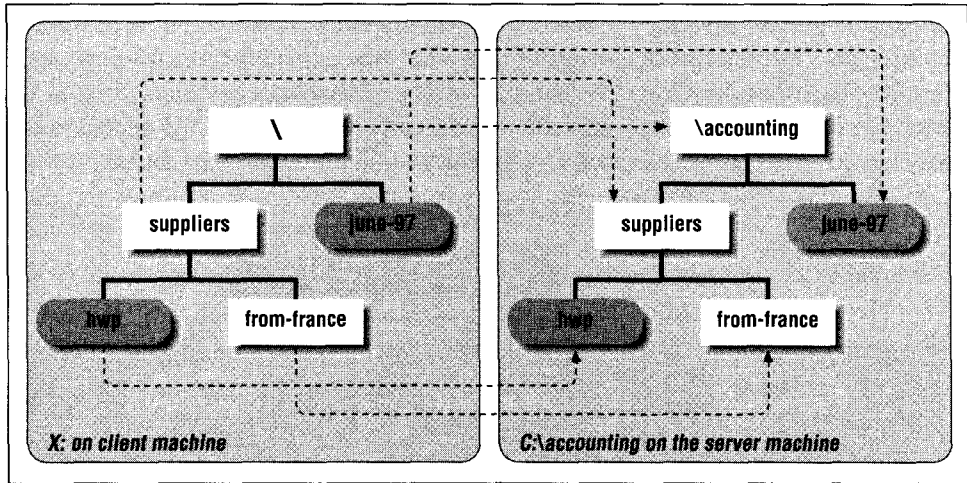 \
\accounting
suppliers
june-97
suppliers
june-97
hwp
from-france
hwp
from-france
X: on client machine
C:\accounting on the server machine